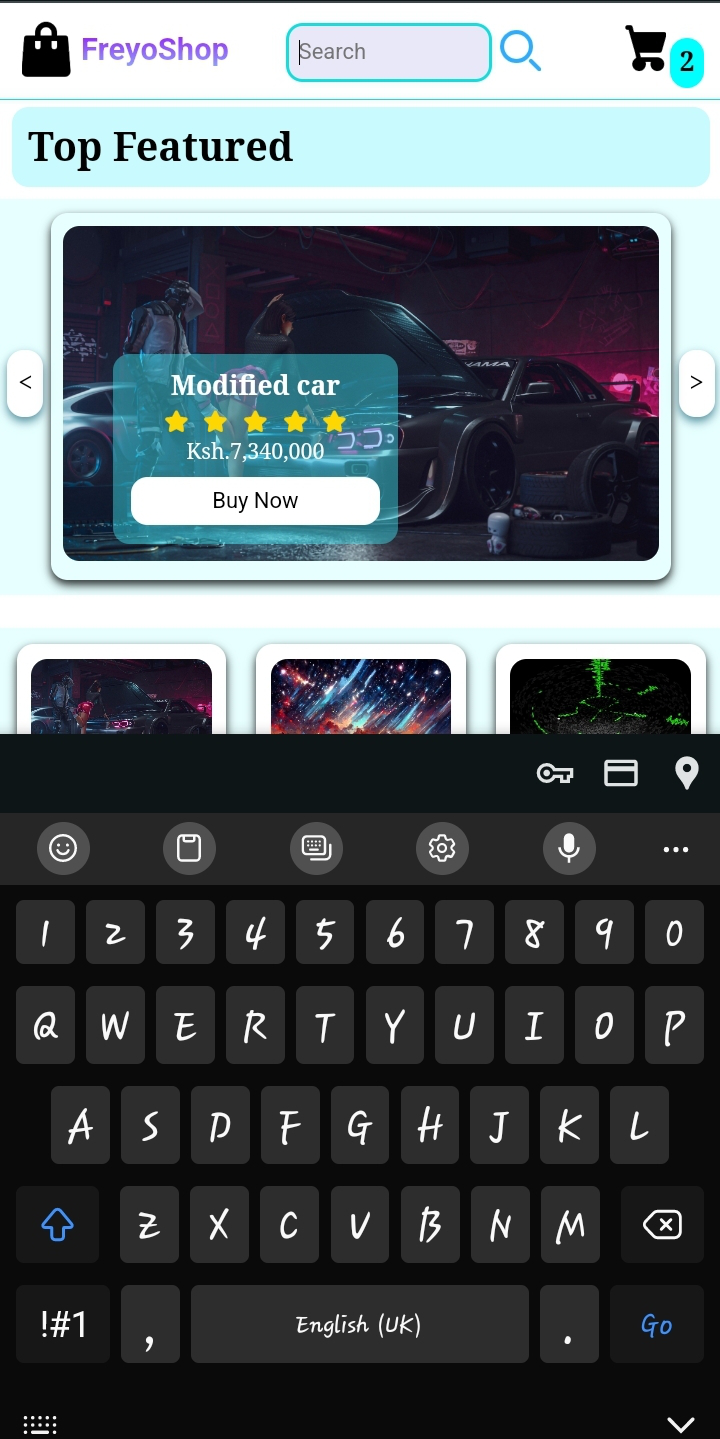 FreyoShop
Search
2
Top Featured
<
>
Modified car
Ksh.7,340,000
Buy Now
1 2 3 4 5 6 7 8 9 0
Q W E R T Y U I O P
A S D F G H J K L
Z X C V B N M
!#1 , English (UK) . Go